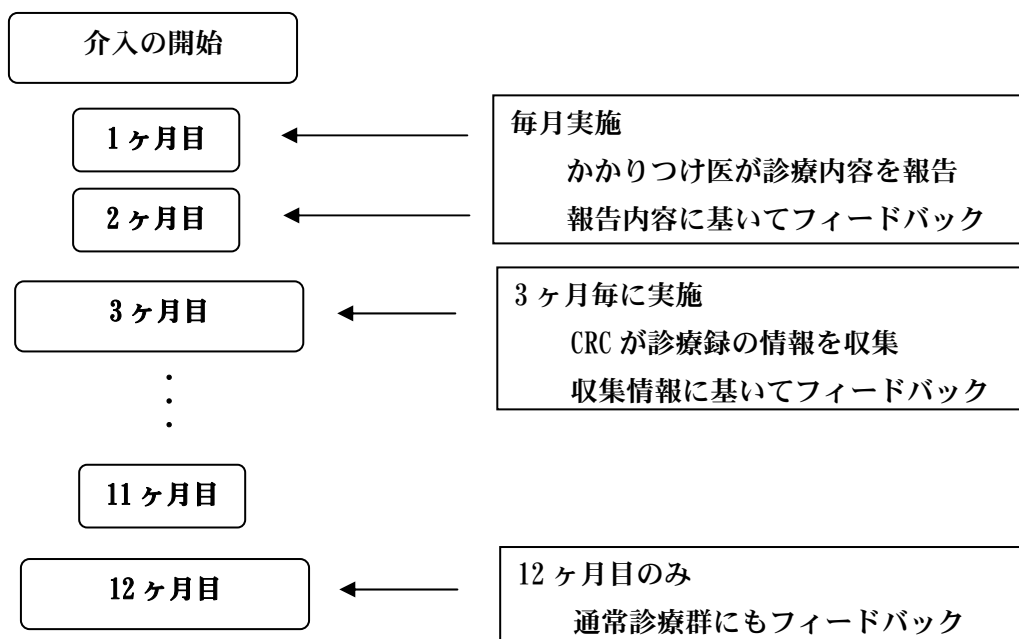 介入の開始
1ヶ月目
2ヶ月目
毎月実施
かかりつけ医が診療内容を報告
報告内容に基いてフィードバック
3ヶ月目
3ヶ月毎に実施
CRCが診療録の情報を収集
収集情報に基いてフィードバック
・
・
・
11ヶ月目
12ヶ月目
12ヶ月目のみ
通常診療群にもフィードバック